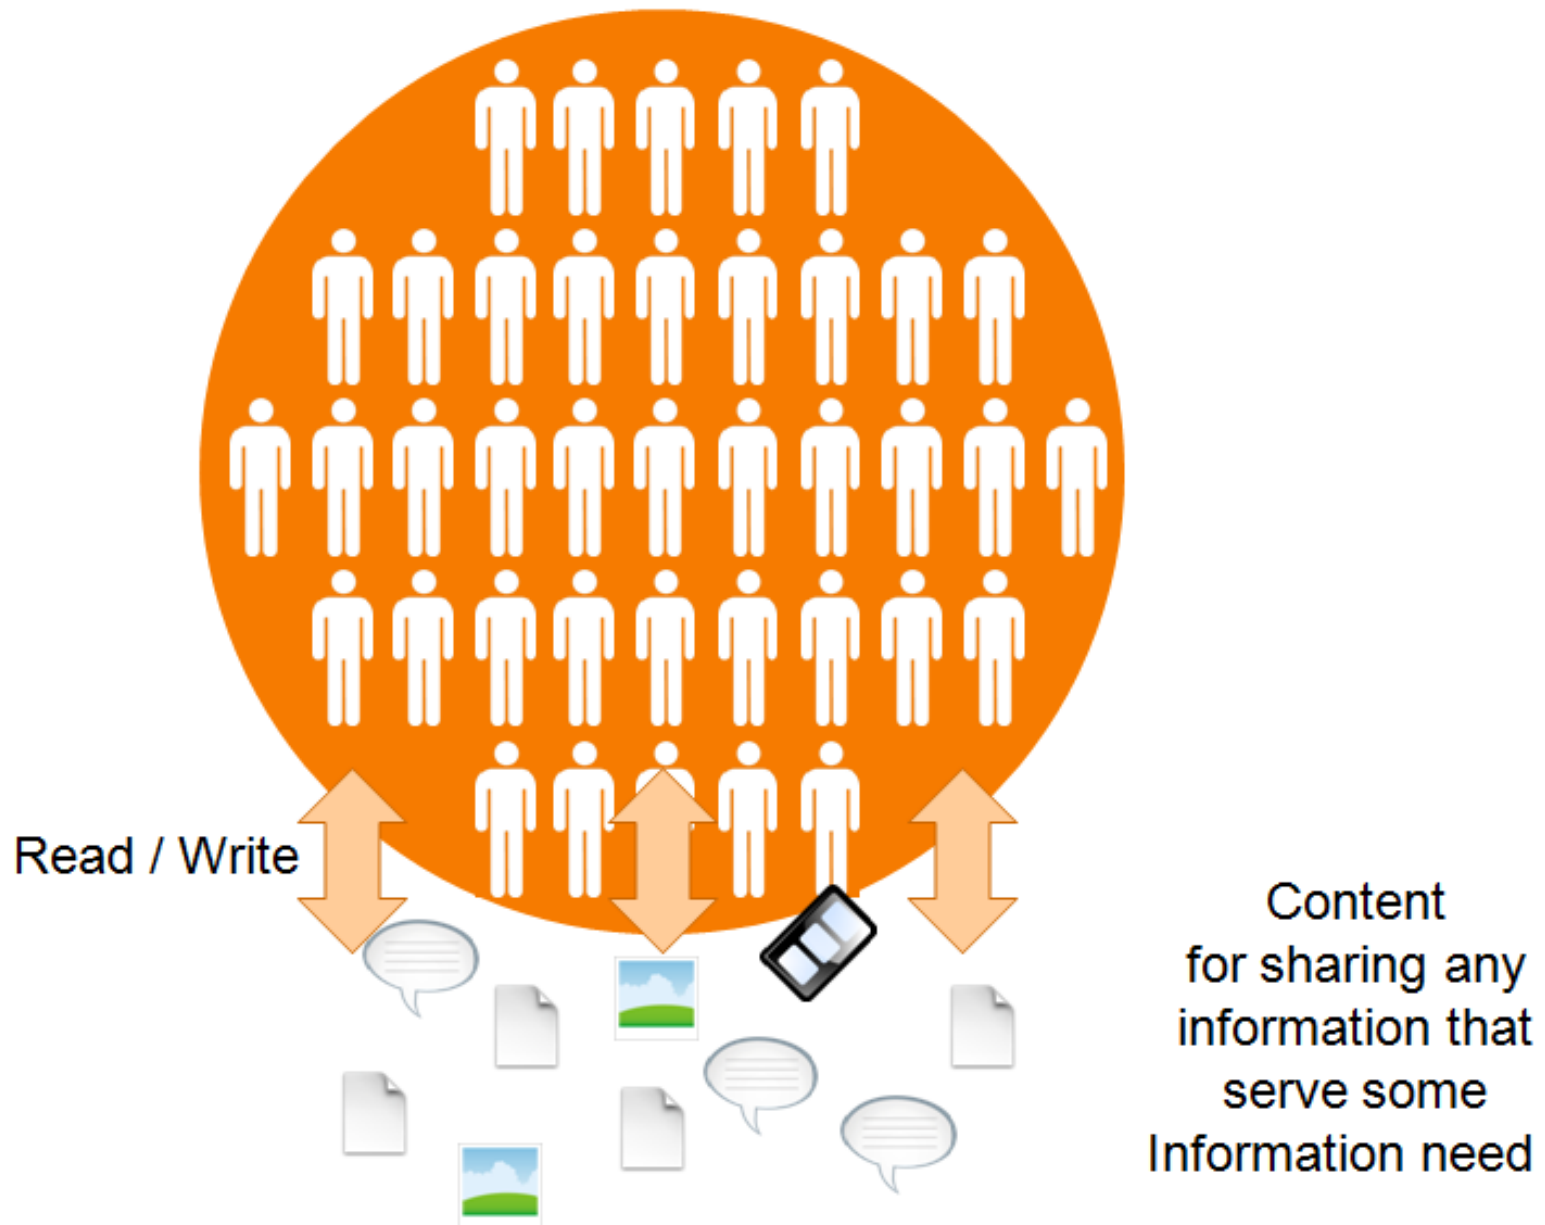 Read / Write
Content
for sharing any
information that
serve some
Information need